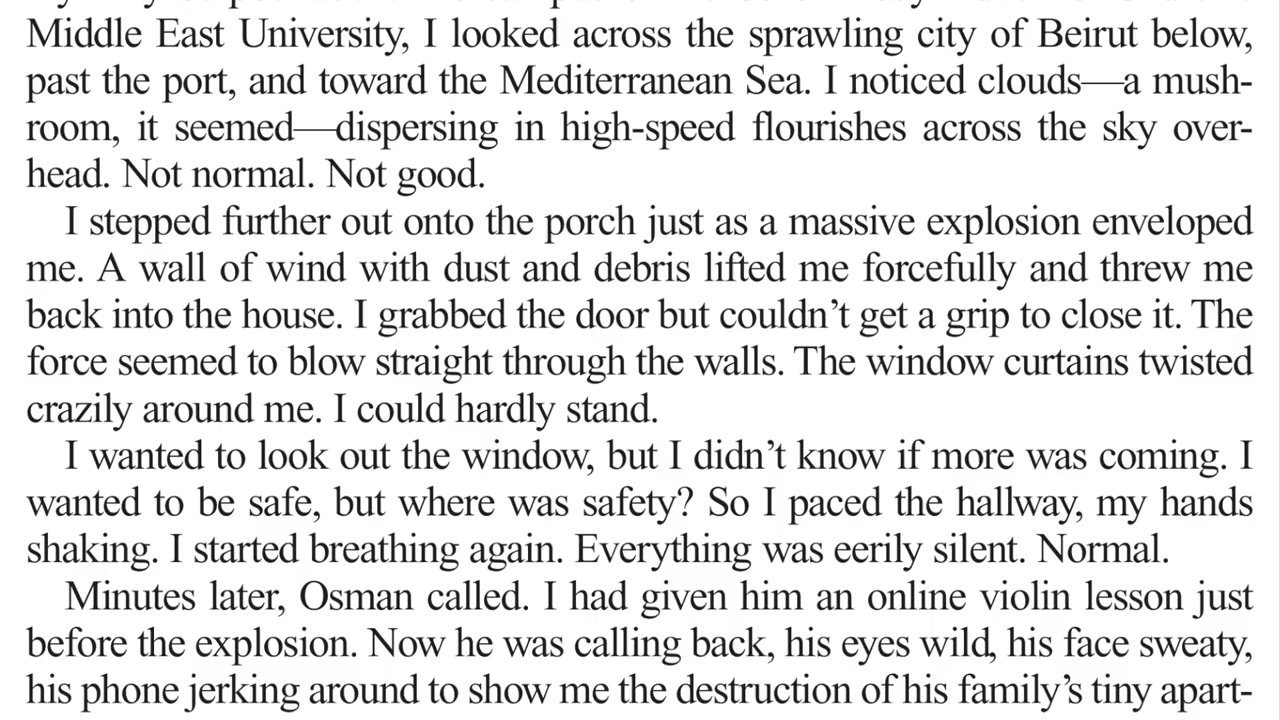 Middle East University, I looked across the sprawling city of Beirut below,
past the port, and toward the Mediterranean Sea. I noticed clouds—a mush-
room, it seemed—dispersing in high-speed flourishes across the sky over-
head. Not normal. Not good.
I stepped further out onto the porch just as a massive explosion enveloped
me. A wall of wind with dust and debris lifted me forcefully and threw me
back into the house. I grabbed the door but couldn’t get a grip to close it. The
force seemed to blow straight through the walls. The window curtains twisted
crazily around me. I could hardly stand.
I wanted to look out the window, but I didn’t know if more was coming. I
wanted to be safe, but where was safety? So I paced the hallway, my hands
shaking. I started breathing again. Everything was eerily silent. Normal.
Minutes later, Osman called. I had given him an online violin lesson just
before the explosion. Now he was calling back, his eyes wild, his face sweaty,
his phone jerking around to show me the destruction of his family’s tiny apart-